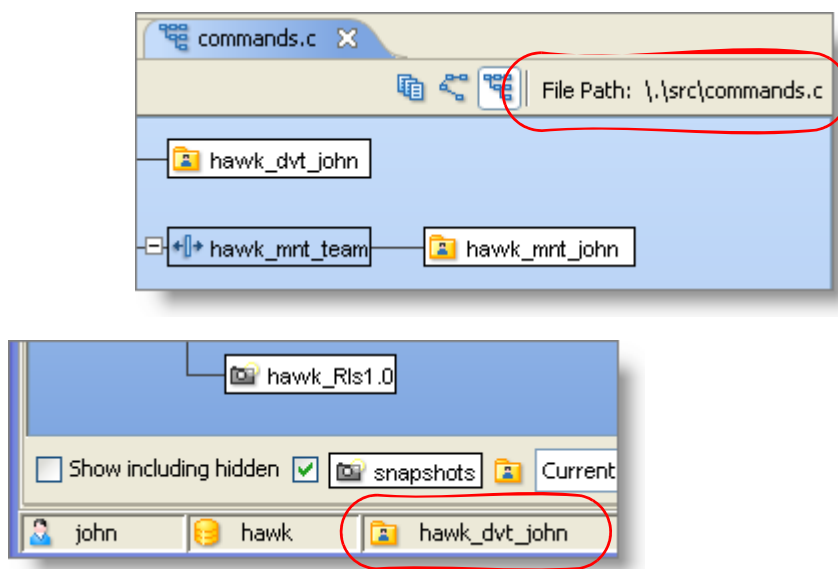 commands.c
File Path: \.\src\commands.c
hawk_dvt_john
hawk_mnt_team hawk_mnt_john
hawk_Rls1.0
Show including hidden snapshots Current
john hawk hawk_dvt_john